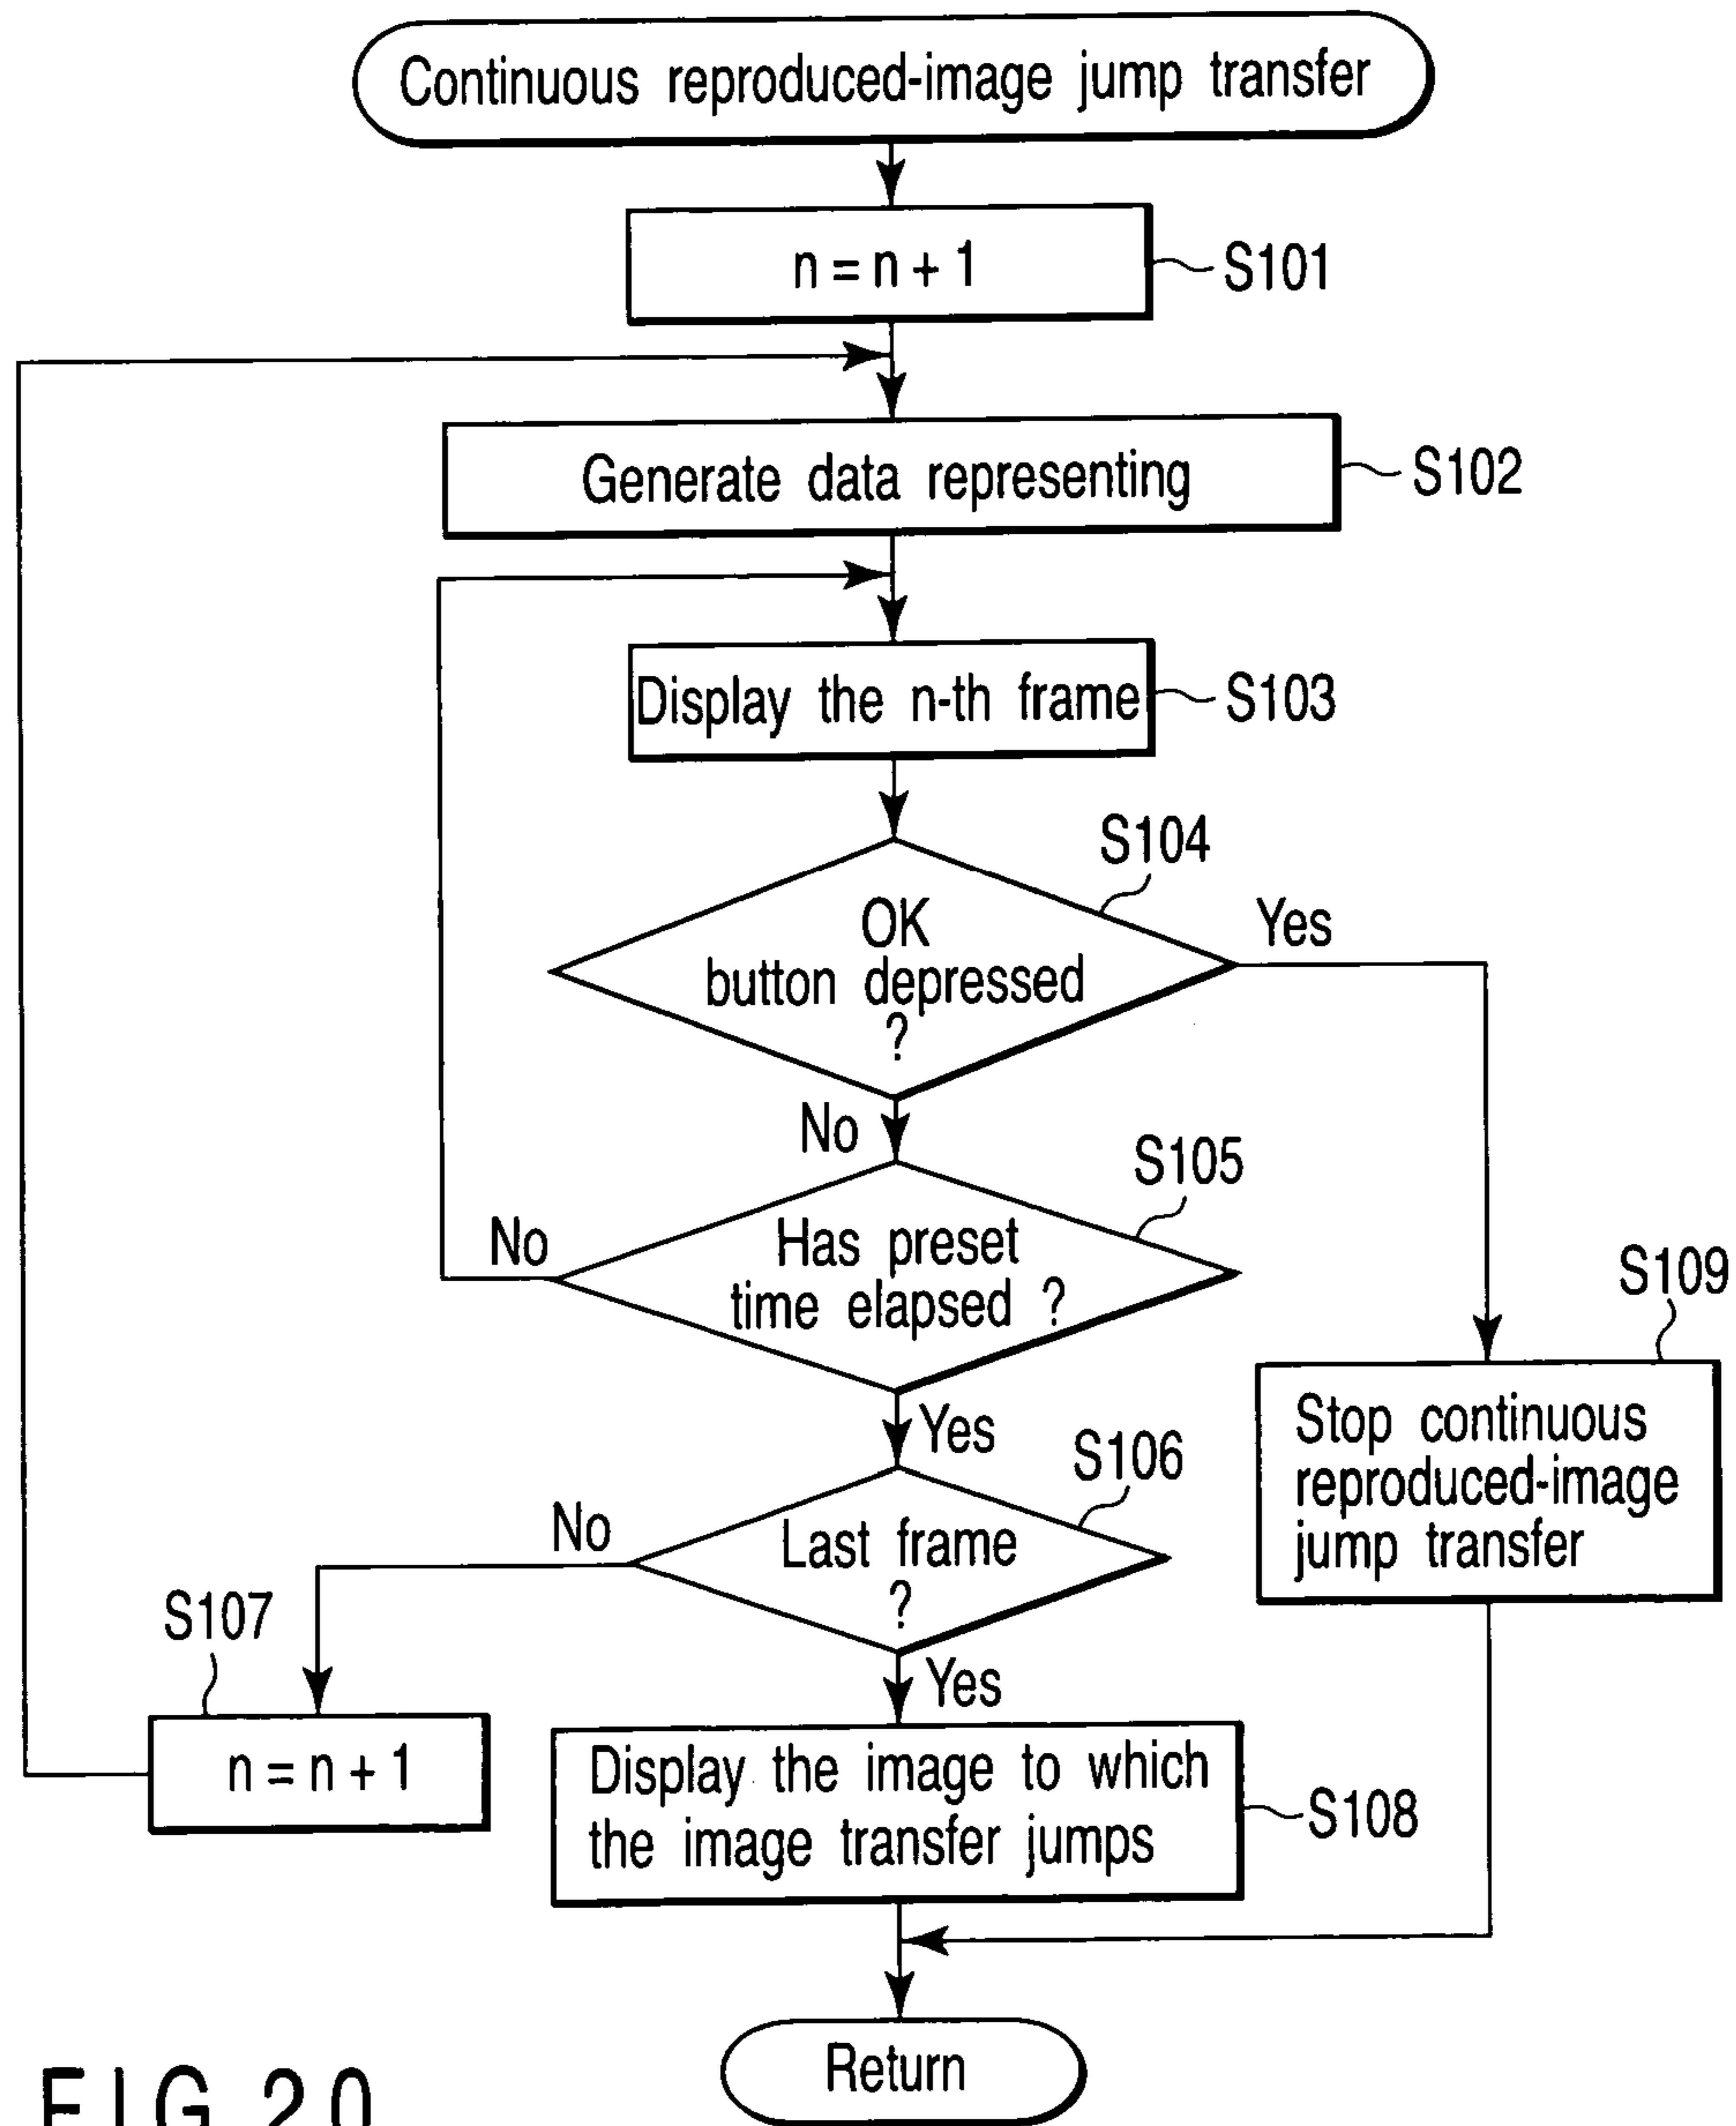 Continuous reproduced-image jump transfer
n = n + 1
S101
Generate data representing
S102
Display the n-th frame
S103
S104
OK
button depressed
?
Yes
No
S105
Has preset
time elapsed ?
No
Yes
S109
Stop continuous
reproduced-image
jump transfer
S106
Last frame
?
No
Yes
S107
n = n + 1
Display the image to which
the image transfer jumps
S108
Return
FIG. 20